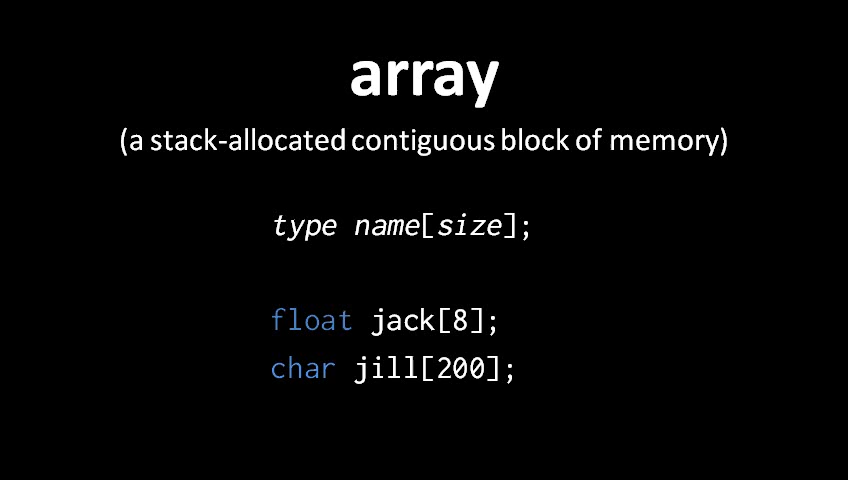 array
(a stack-allocated contiguous block of memory)
type name[size];
float jack[8];
char jill[200];